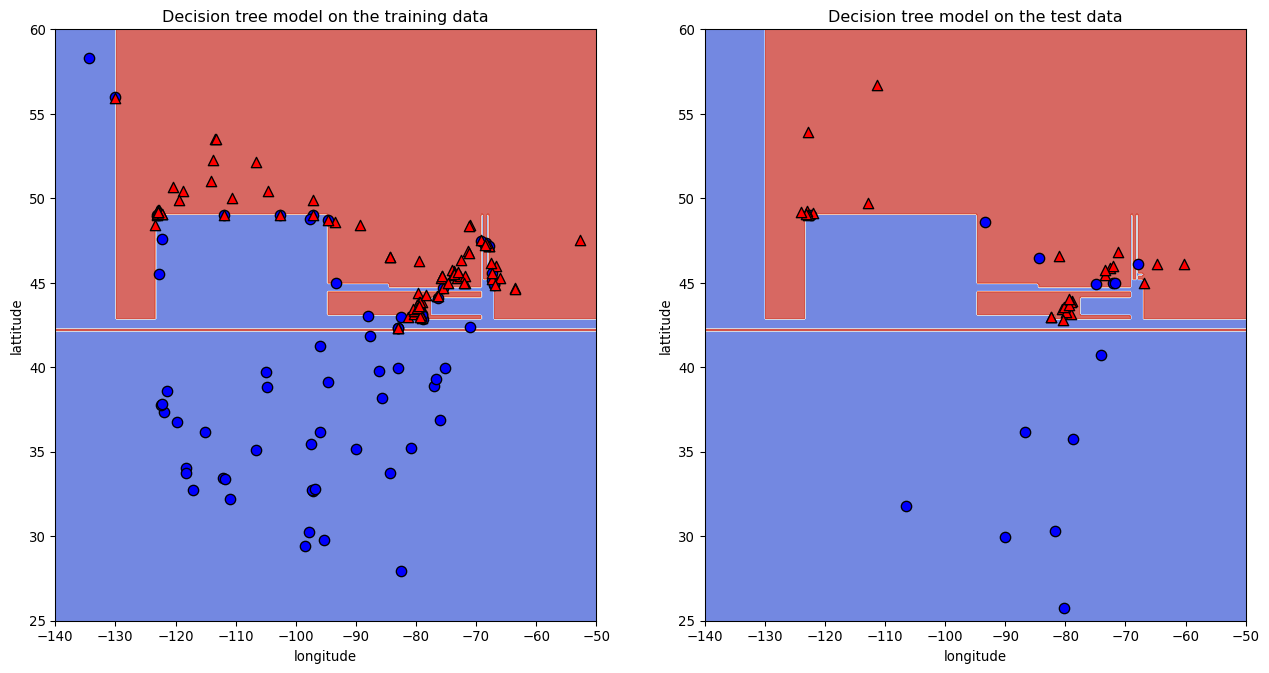 Decision tree model on the training data
60
55
50
45
40
35
30
25
lattitude
−140 −130 −120 −110 −100 −90 −80 −70 −60 −50
longitude
Decision tree model on the test data
60
55
50
45
40
35
30
25
lattitude
−140 −130 −120 −110 −100 −90 −80 −70 −60 −50
longitude